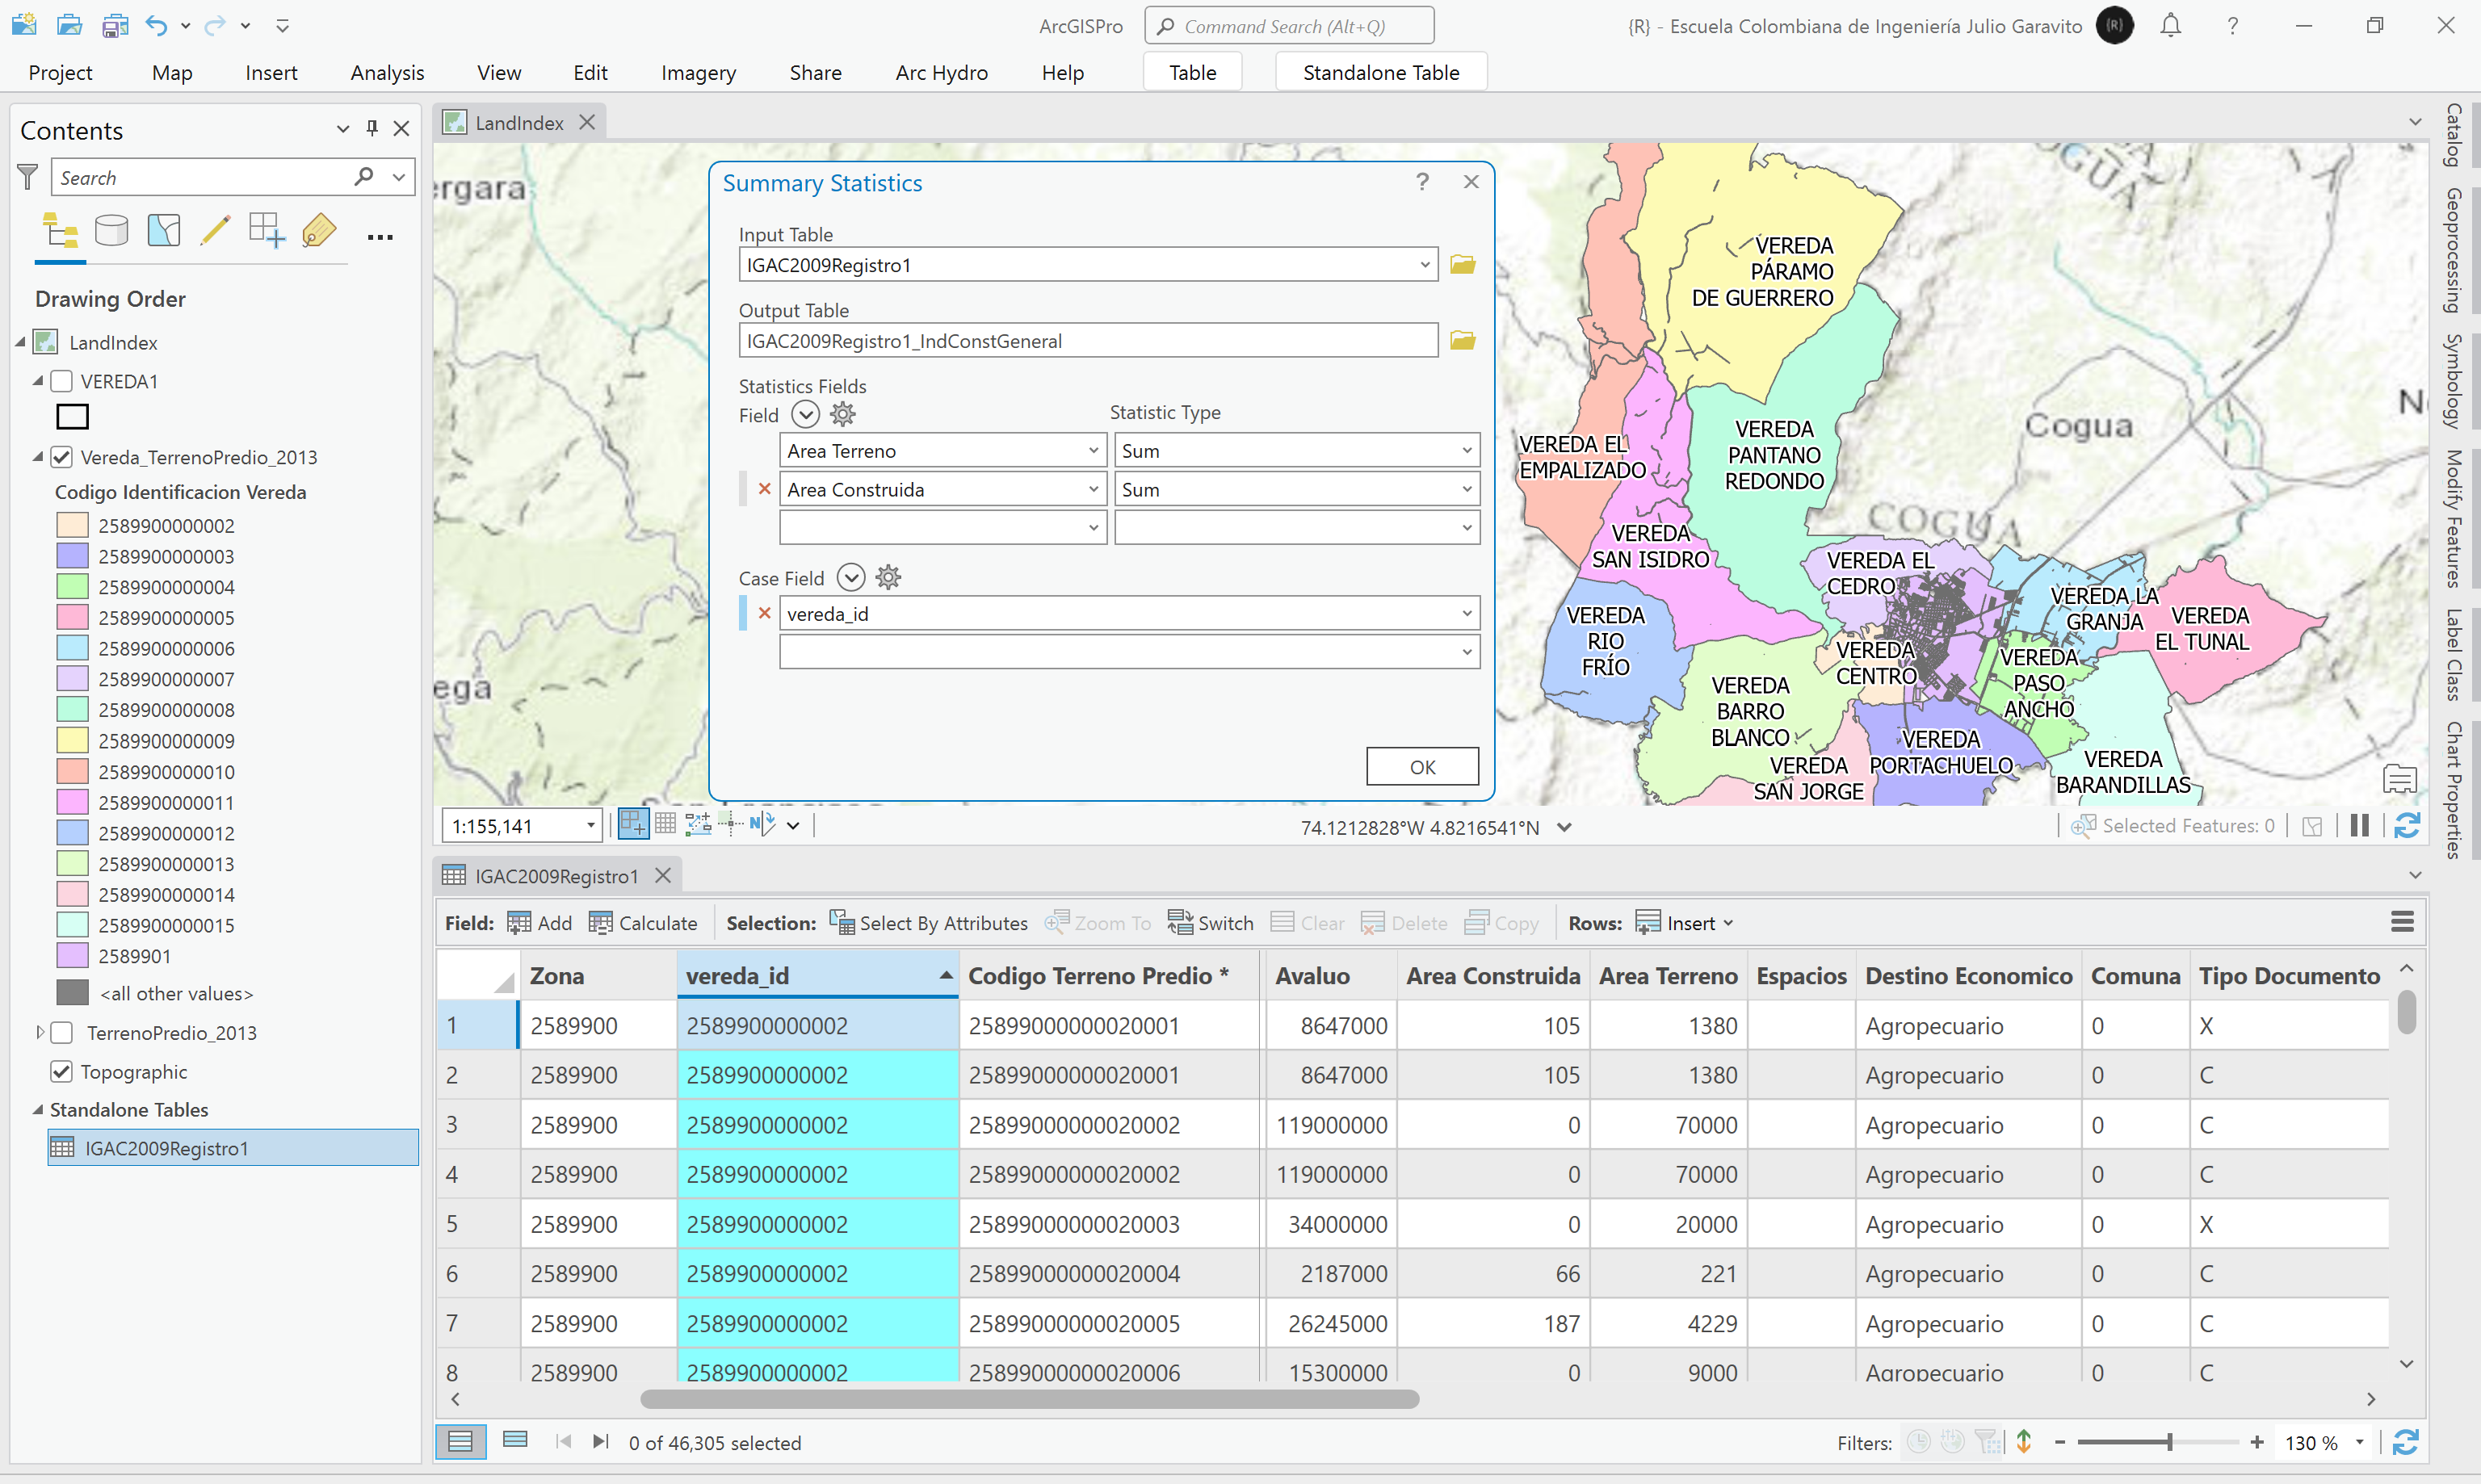 ArcGISPro
Command Search (Alt+Q)
{R} - Escuela Colombiana de Ingeniería Julio Garavito
{R}
?
Project Map Insert Analysis View Edit Imagery Share Arc Hydro Help Table Standalone Table
Contents
Search
Drawing Order
LandIndex
VEREDA1
Vereda_TerrenoPredio_2013
Codigo Identificacion Vereda
2589900000002
2589900000003
2589900000004
2589900000005
2589900000006
2589900000007
2589900000008
2589900000009
2589900000010
2589900000011
2589900000012
2589900000013
2589900000014
2589900000015
2589901
<all other values>
TerrenoPredio_2013
Topographic
Standalone Tables
IGAC2009Registro1
LandIndex
Summary Statistics
?
Input Table
IGAC2009Registro1
Output Table
IGAC2009Registro1_IndConstGeneral
Statistics Fields
Field
Statistic Type
Area Terreno Sum
Area Construida Sum
Case Field
vereda_id
OK
ergara
ega
COGUA
Cogua
VEREDA
PÁRAMO
DE GUERRERO
VEREDA EL
EMPALIZADO
VEREDA
PANTANO
REDONDO
VEREDA
SAN ISIDRO
VEREDA EL
CEDRO
VEREDA LA
GRANJA
VEREDA
EL TUNAL
VEREDA
RIO
FRÍO
VEREDA
CENTRO
VEREDA
PASO
ANCHO
VEREDA
BARRO
BLANCO
VEREDA
PORTACHUELO
VEREDA
SAN JORGE
VEREDA
BARANDILLAS
Catalog
Geoprocessing
Symbology
Modify Features
Label Class
Chart Properties
1:155,141
74.1212828°W 4.8216541°N
Selected Features: 0
IGAC2009Registro1
Field: Add Calculate Selection: Select By Attributes Zoom To Switch Clear Delete Copy Rows: Insert
Zona vereda_id Codigo Terreno Predio * Avaluo Area Construida Area Terreno Espacios Destino Economico Comuna Tipo Documento
1 2589900 2589900000002 25899000000020001 8647000 105 1380 Agropecuario 0 X
2 2589900 2589900000002 25899000000020001 8647000 105 1380 Agropecuario 0 C
3 2589900 2589900000002 25899000000020002 119000000 0 70000 Agropecuario 0 C
4 2589900 2589900000002 25899000000020002 119000000 0 70000 Agropecuario 0 C
5 2589900 2589900000002 25899000000020003 34000000 0 20000 Agropecuario 0 X
6 2589900 2589900000002 25899000000020004 2187000 66 221 Agropecuario 0 C
7 2589900 2589900000002 25899000000020005 26245000 187 4229 Agropecuario 0 C
8 2589900 2589900000002 25899000000020006 15300000 0 9000 Agropecuario 0 C
0 of 46,305 selected
Filters:
130 %